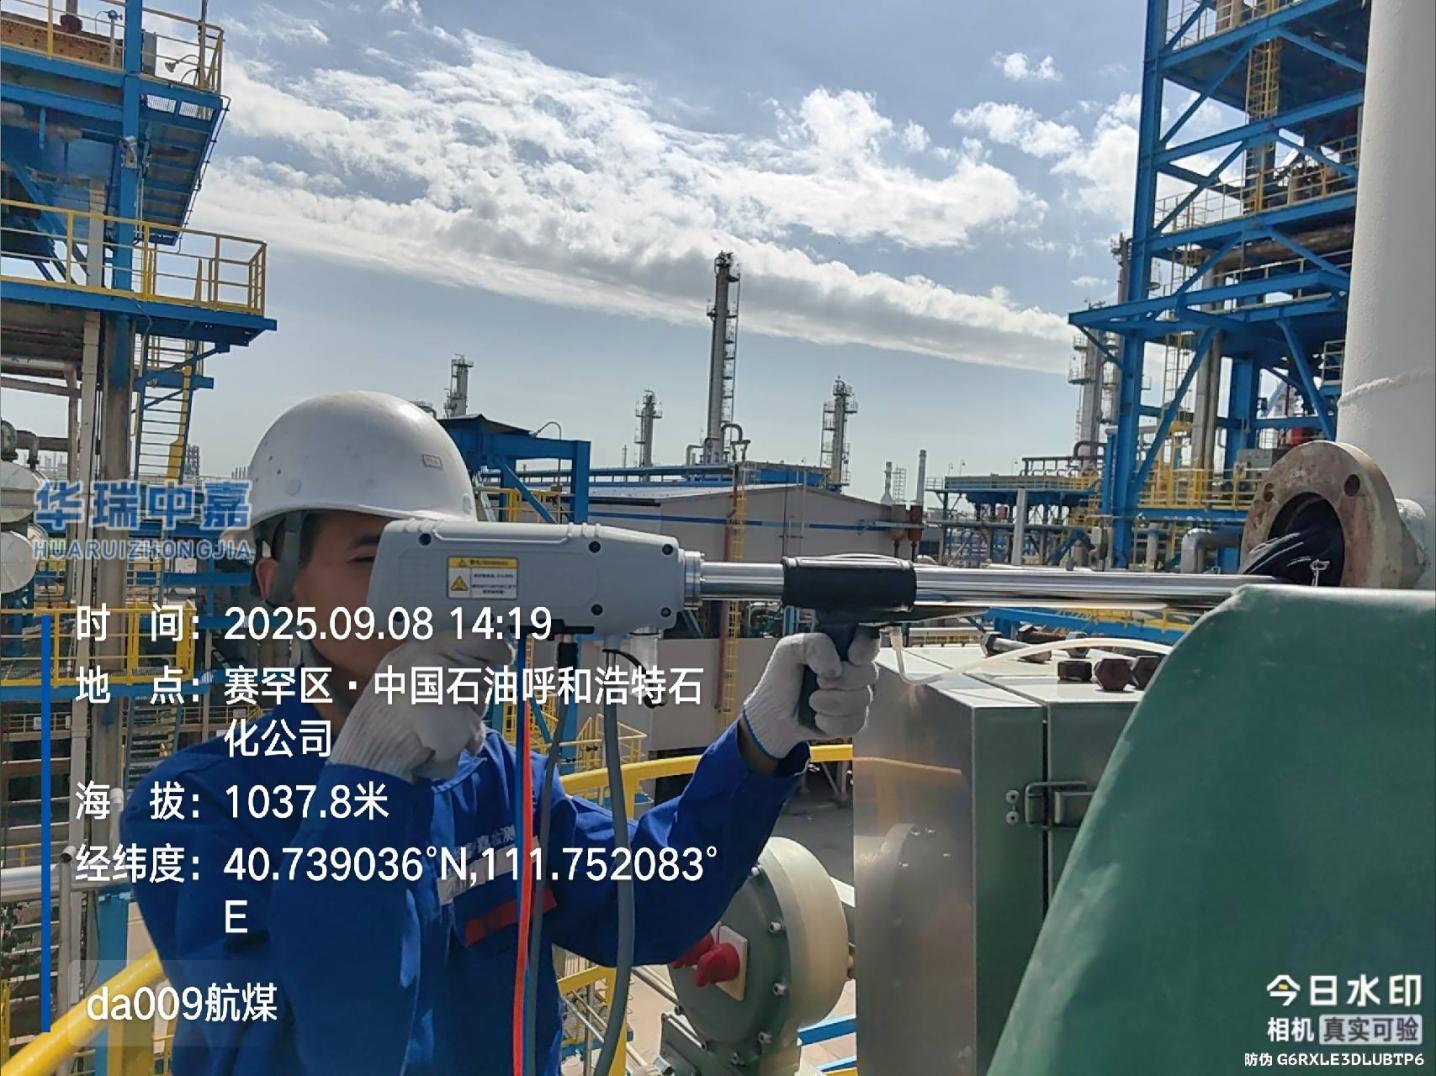 华瑞中嘉
HUARUIZHONGJIA
时 间：2025.09.08 14:19
地 点：赛罕区·中国石油呼和浩特石
化公司
海 拔：1037.8米
经纬度：40.739036°N,111.752083°
E
da009航煤
今日水印
相机 真实可验
防伪 G6RXLE3DLUBTP6